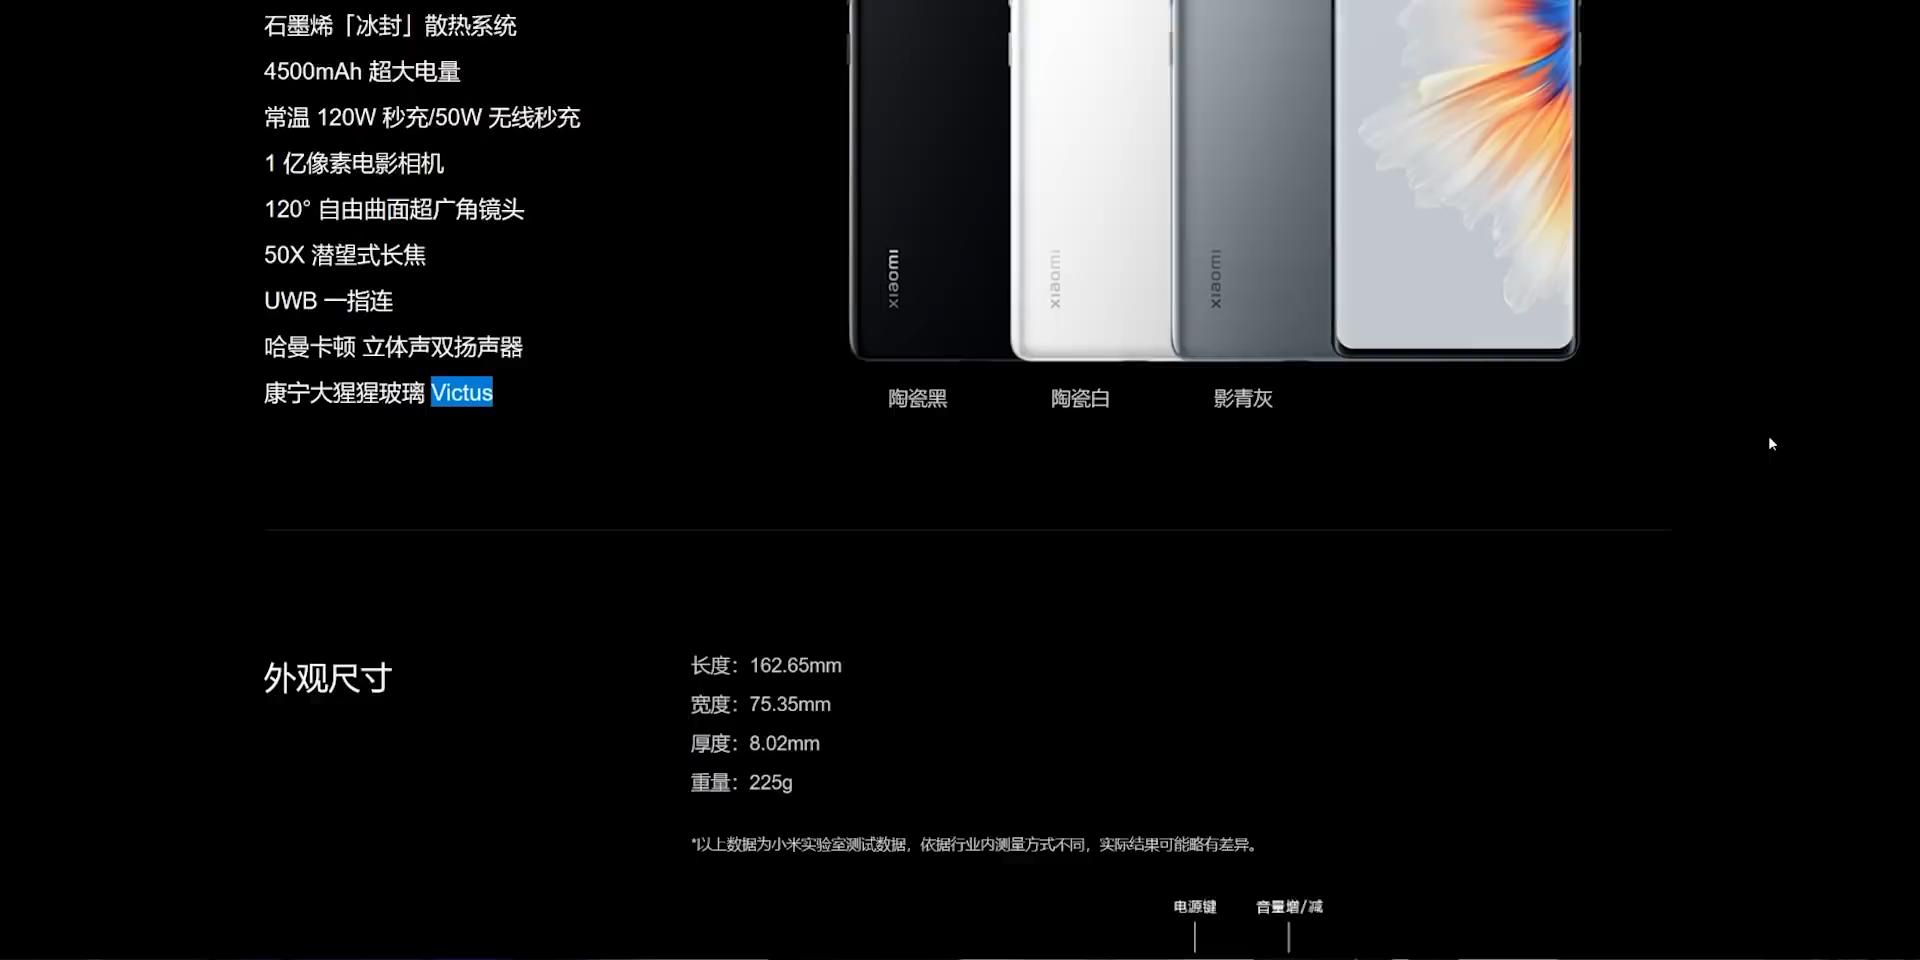 石墨烯「冰封」散热系统
4500mAh 超大电量
常温 120W 秒充/50W 无线秒充
1 亿像素电影相机
120° 自由曲面超广角镜头
50X 潜望式长焦
UWB 一指连
哈曼卡顿 立体声双扬声器
康宁大猩猩玻璃 Victus
xiaomi
xiaomi
xiaomi
陶瓷黑
陶瓷白
影青灰
外观尺寸
长度：162.65mm
宽度：75.35mm
厚度：8.02mm
重量：225g
*以上数据为小米实验室测试数据，依据行业内测量方式不同，实际结果可能略有差异。
电源键
音量增/减